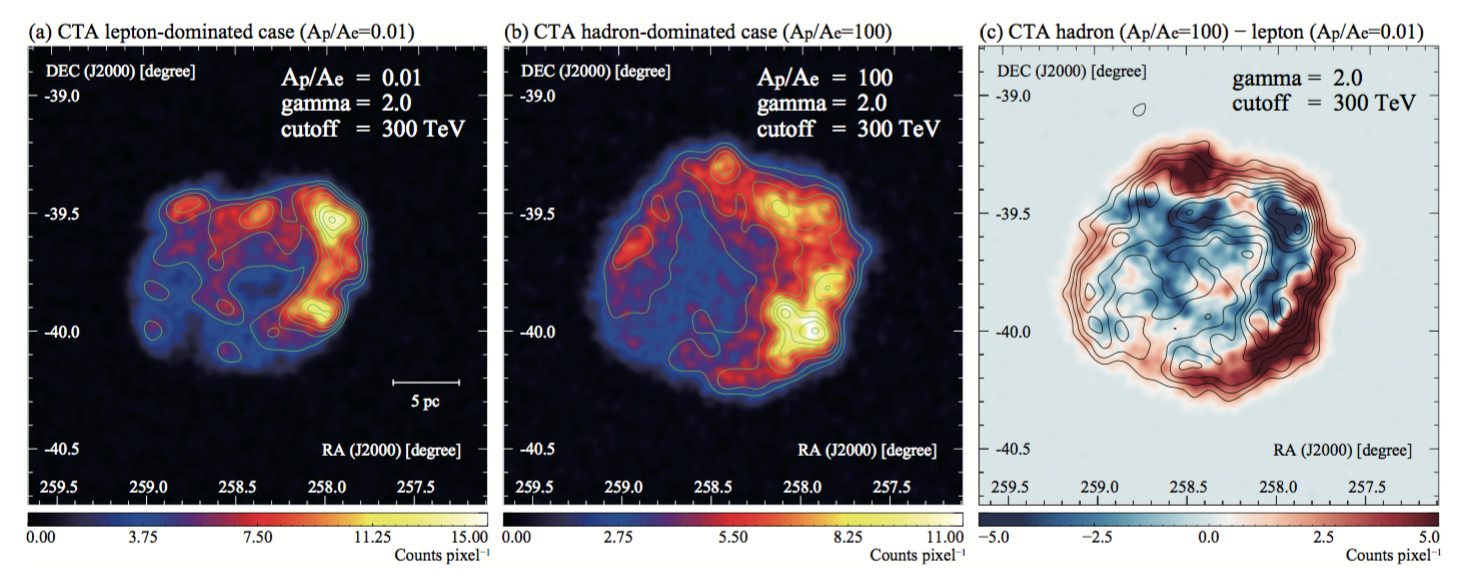 (a) CTA lepton-dominated case (Ap/Ae=0.01)
DEC (J2000) [degree]
Ap/Ae = 0.01
gamma = 2.0
cutoff = 300 TeV
-39.0
-39.5
-40.0
-40.5
5 pc
RA (J2000) [degree]
259.5 259.0 258.5 258.0 257.5
0.00 3.75 7.50 11.25 15.00
Counts pixel⁻¹
(b) CTA hadron-dominated case (Ap/Ae=100)
DEC (J2000) [degree]
Ap/Ae = 100
gamma = 2.0
cutoff = 300 TeV
-39.0
-39.5
-40.0
-40.5
RA (J2000) [degree]
259.5 259.0 258.5 258.0 257.5
0.00 2.75 5.50 8.25 11.00
Counts pixel⁻¹
(c) CTA hadron (Ap/Ae=100) − lepton (Ap/Ae=0.01)
DEC (J2000) [degree]
gamma = 2.0
cutoff = 300 TeV
-39.0
-39.5
-40.0
-40.5
RA (J2000) [degree]
259.5 259.0 258.5 258.0 257.5
−5.0 −2.5 0.0 2.5 5.0
Counts pixel⁻¹